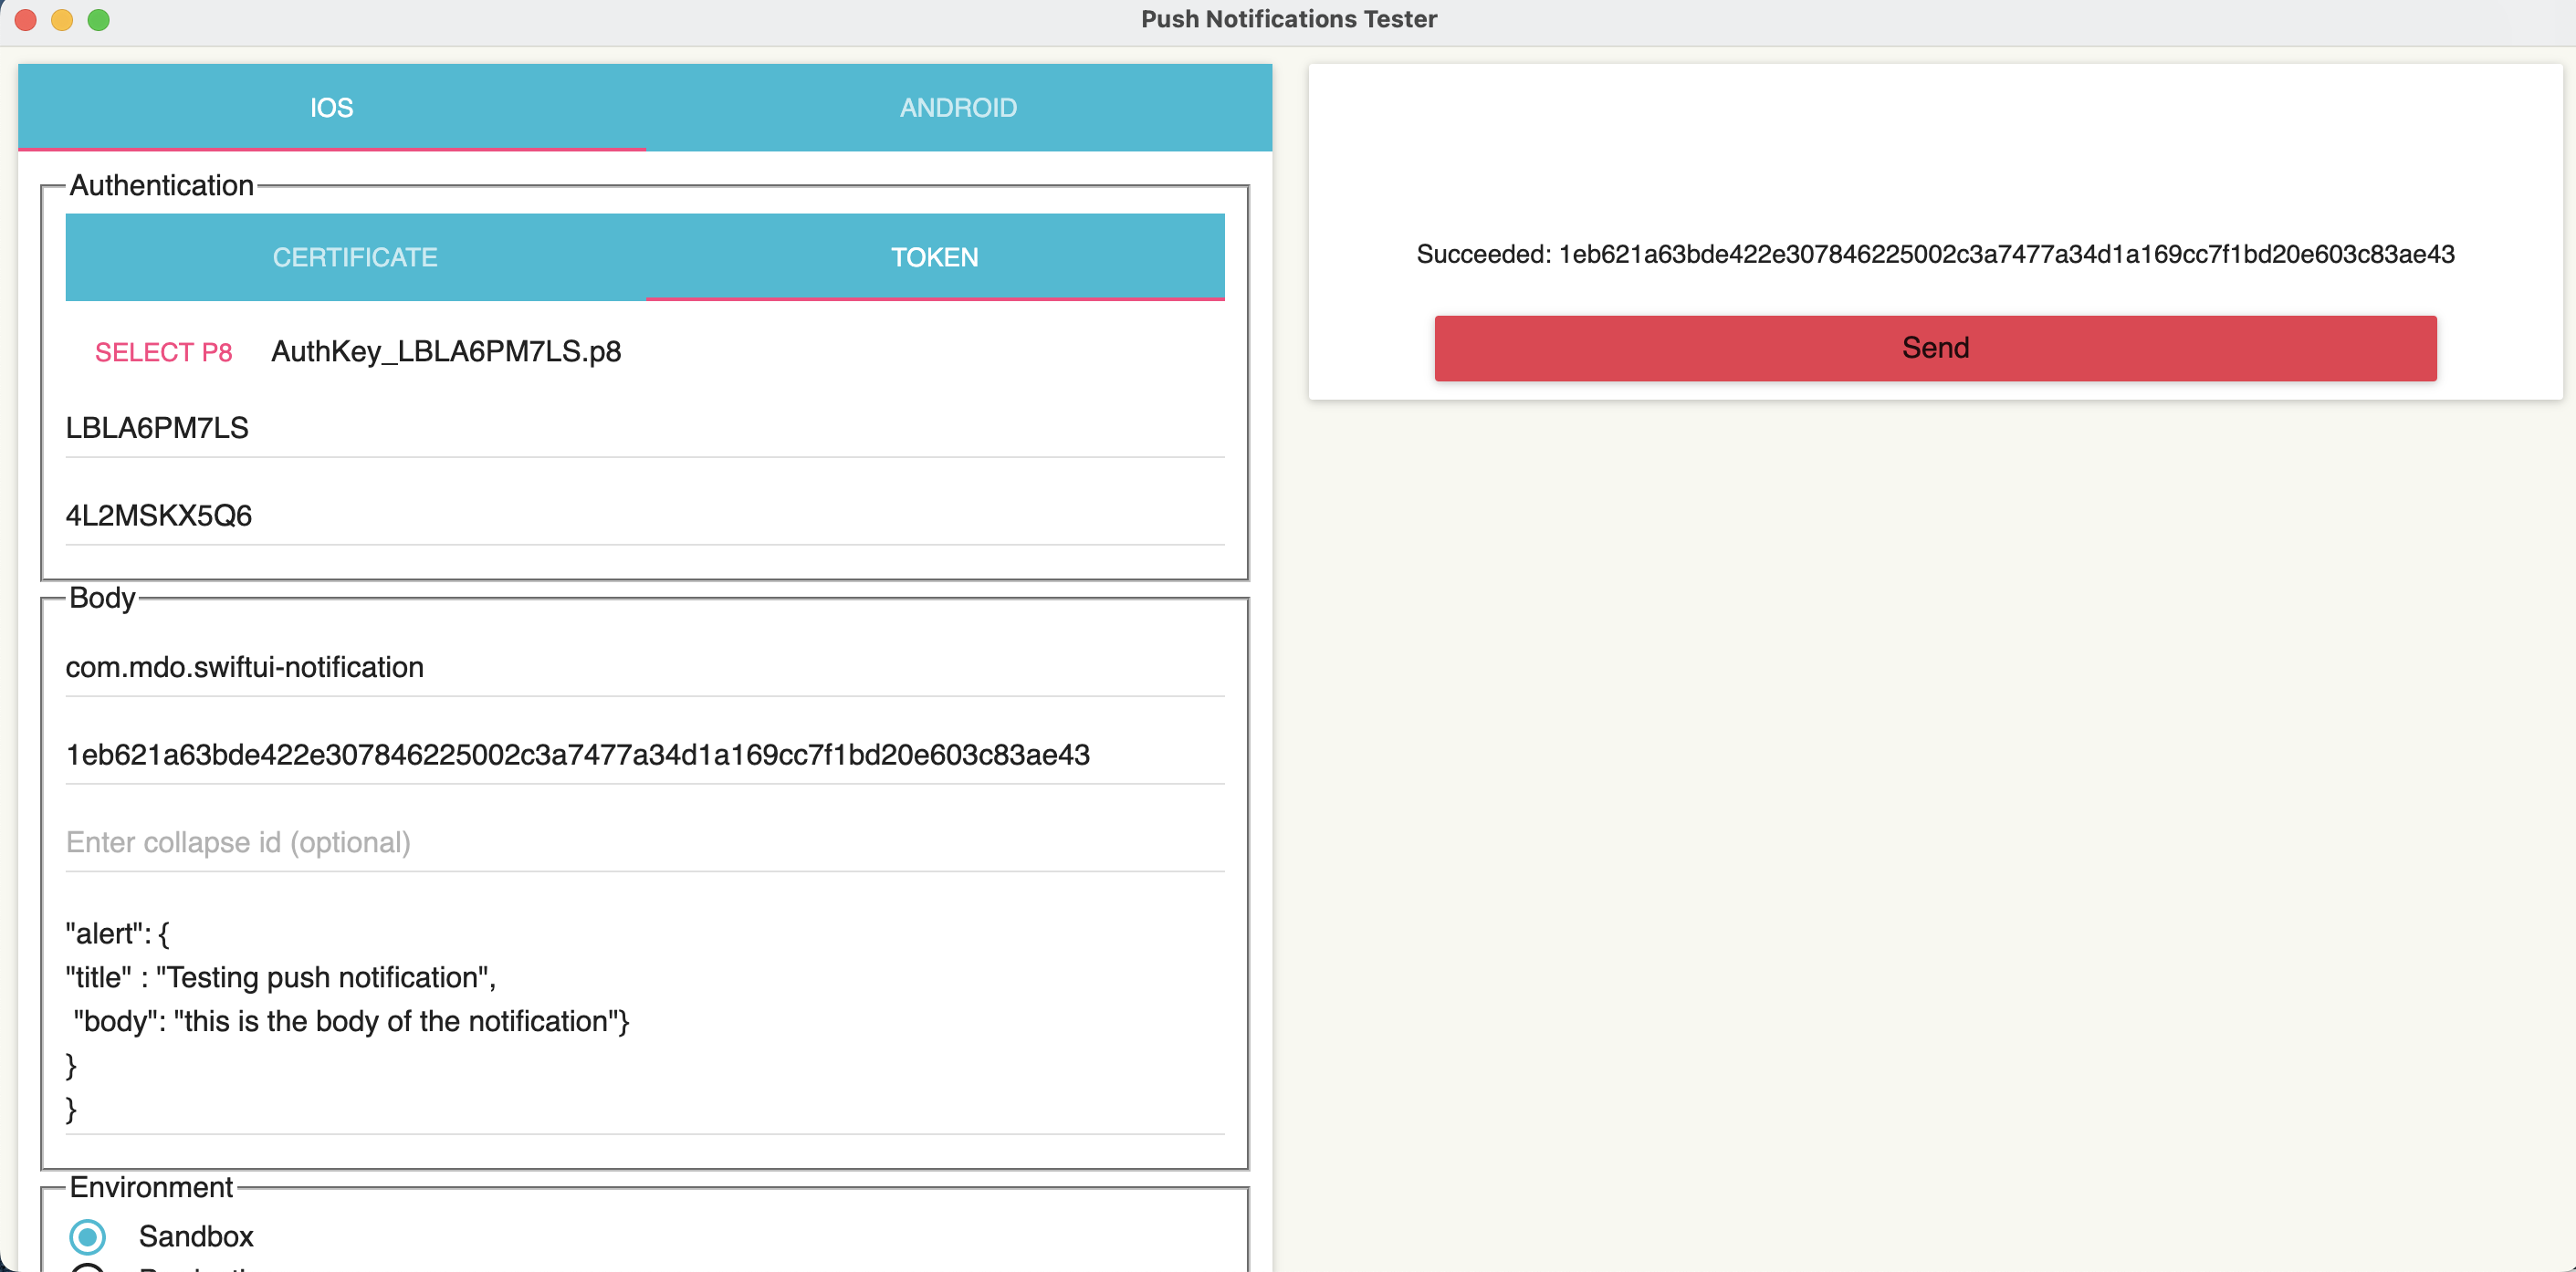 Push Notifications Tester
IOS
ANDROID
Authentication
CERTIFICATE
TOKEN
SELECT P8
AuthKey_LBLA6PM7LS.p8
LBLA6PM7LS
4L2MSKX5Q6
Body
com.mdo.swiftui-notification
1eb621a63bde422e307846225002c3a7477a34d1a169cc7f1bd20e603c83ae43
Enter collapse id (optional)
"alert": {
"title" : "Testing push notification",
"body": "this is the body of the notification"}
}
}
Environment
Sandbox
Succeeded: 1eb621a63bde422e307846225002c3a7477a34d1a169cc7f1bd20e603c83ae43
Send